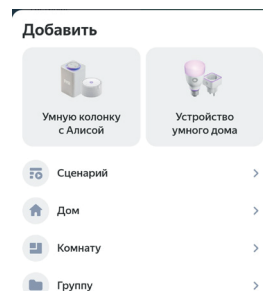 Добавить
Умную колонку
с Алисой
Устройство
умного дома
Сценарий
Дом
Комнату
Группу